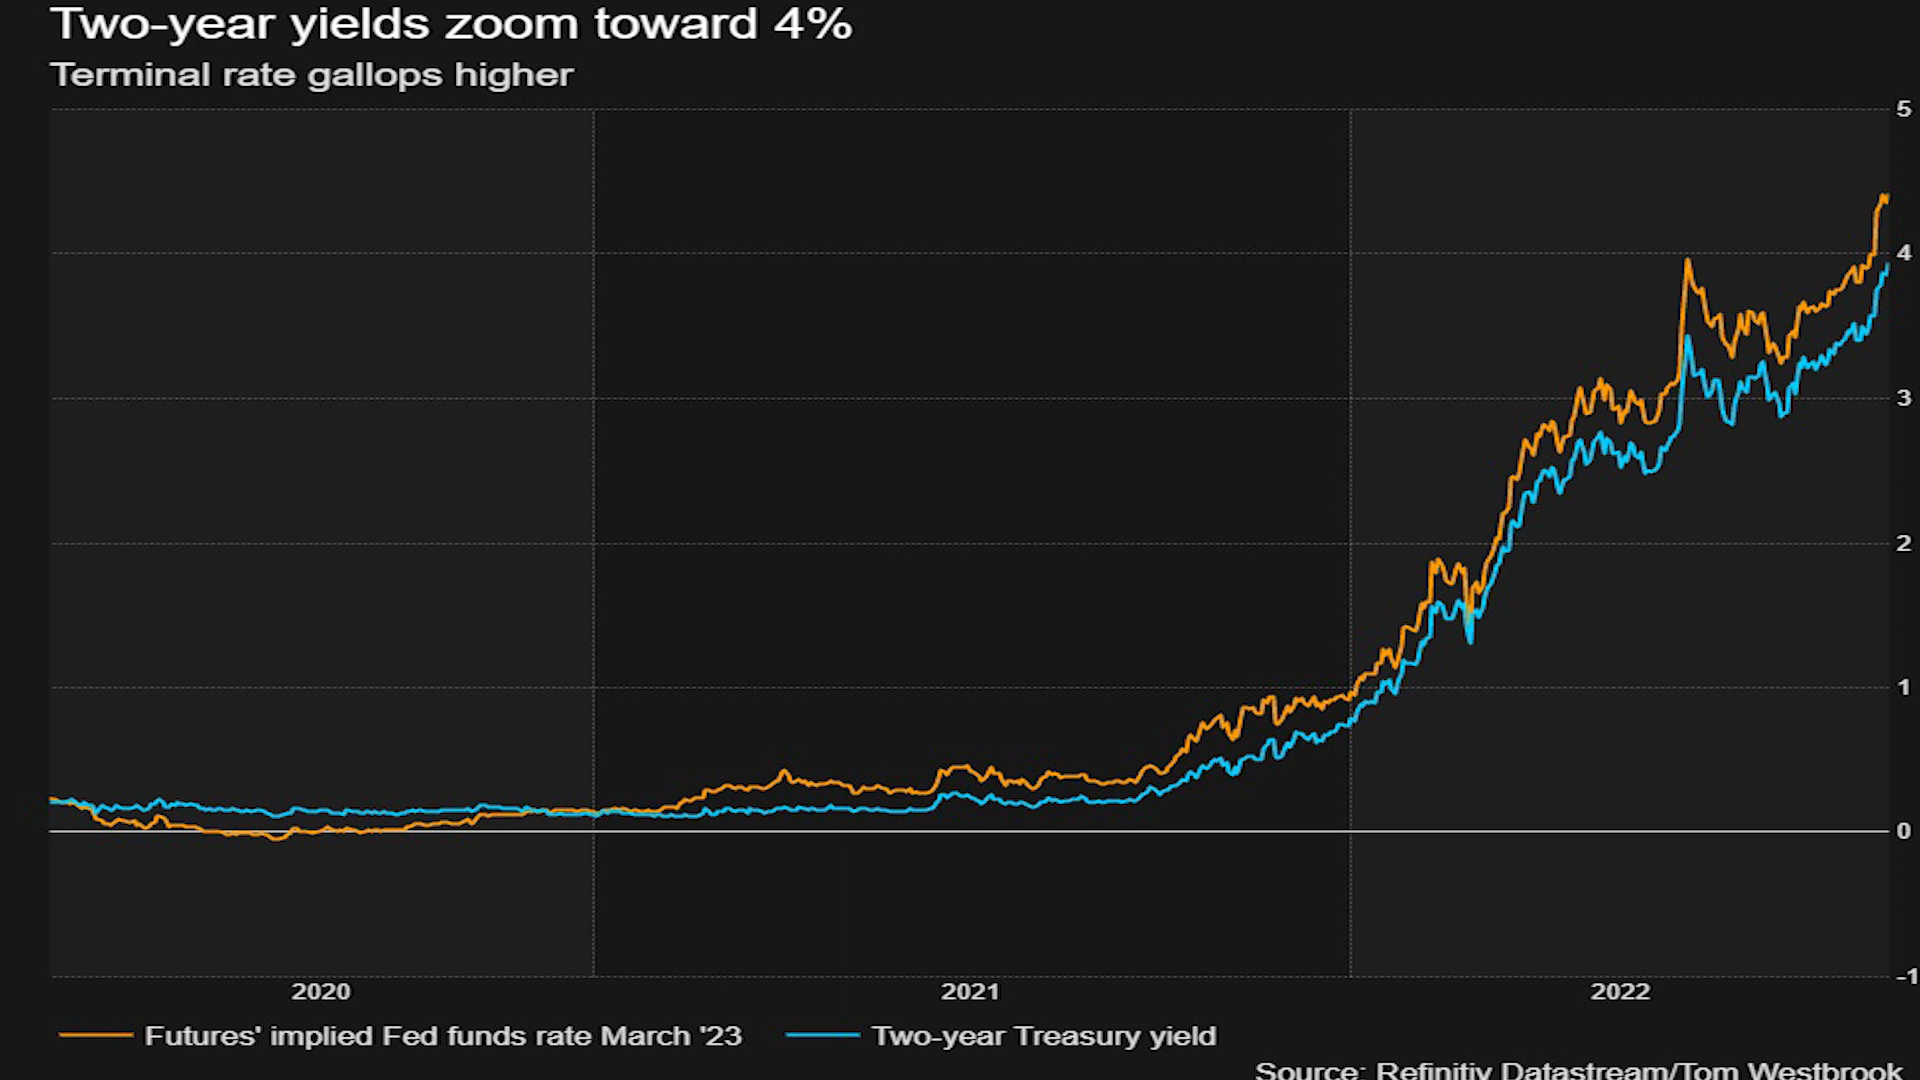 Two-year yields zoom toward 4%
Terminal rate gallops higher
5
4
3
2
1
0
-1
2020 2021 2022
Futures' implied Fed funds rate March '23 Two-year Treasury yield
Source: Refinitiv Datastream/Tom Westbrook